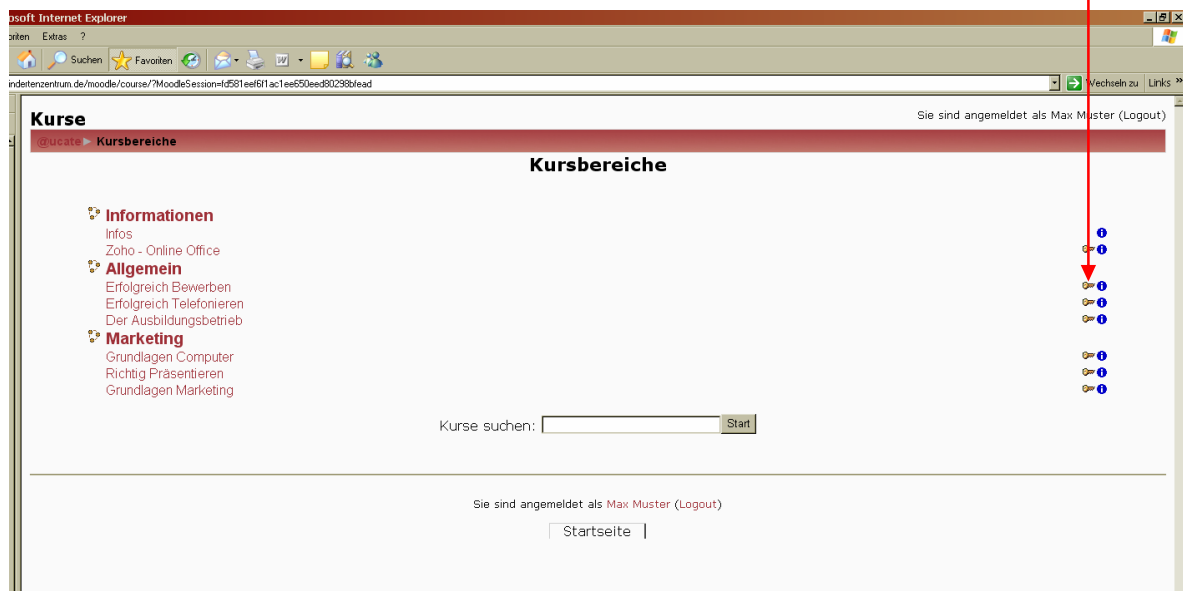 osoft Internet Explorer
oriten Extras ?
Suchen Favoriten
indertenzentrum.de/moodle/course/?MoodleSession=fd581eef6f1ac1ee650eed80298bfead Wechseln zu Links »
Kurse Sie sind angemeldet als Max Muster (Logout)
@ucate ► Kursbereiche
Kursbereiche
Informationen
Infos
Zoho - Online Office
Allgemein
Erfolgreich Bewerben
Erfolgreich Telefonieren
Der Ausbildungsbetrieb
Marketing
Grundlagen Computer
Richtig Präsentieren
Grundlagen Marketing
Kurse suchen: Start
Sie sind angemeldet als Max Muster (Logout)
Startseite